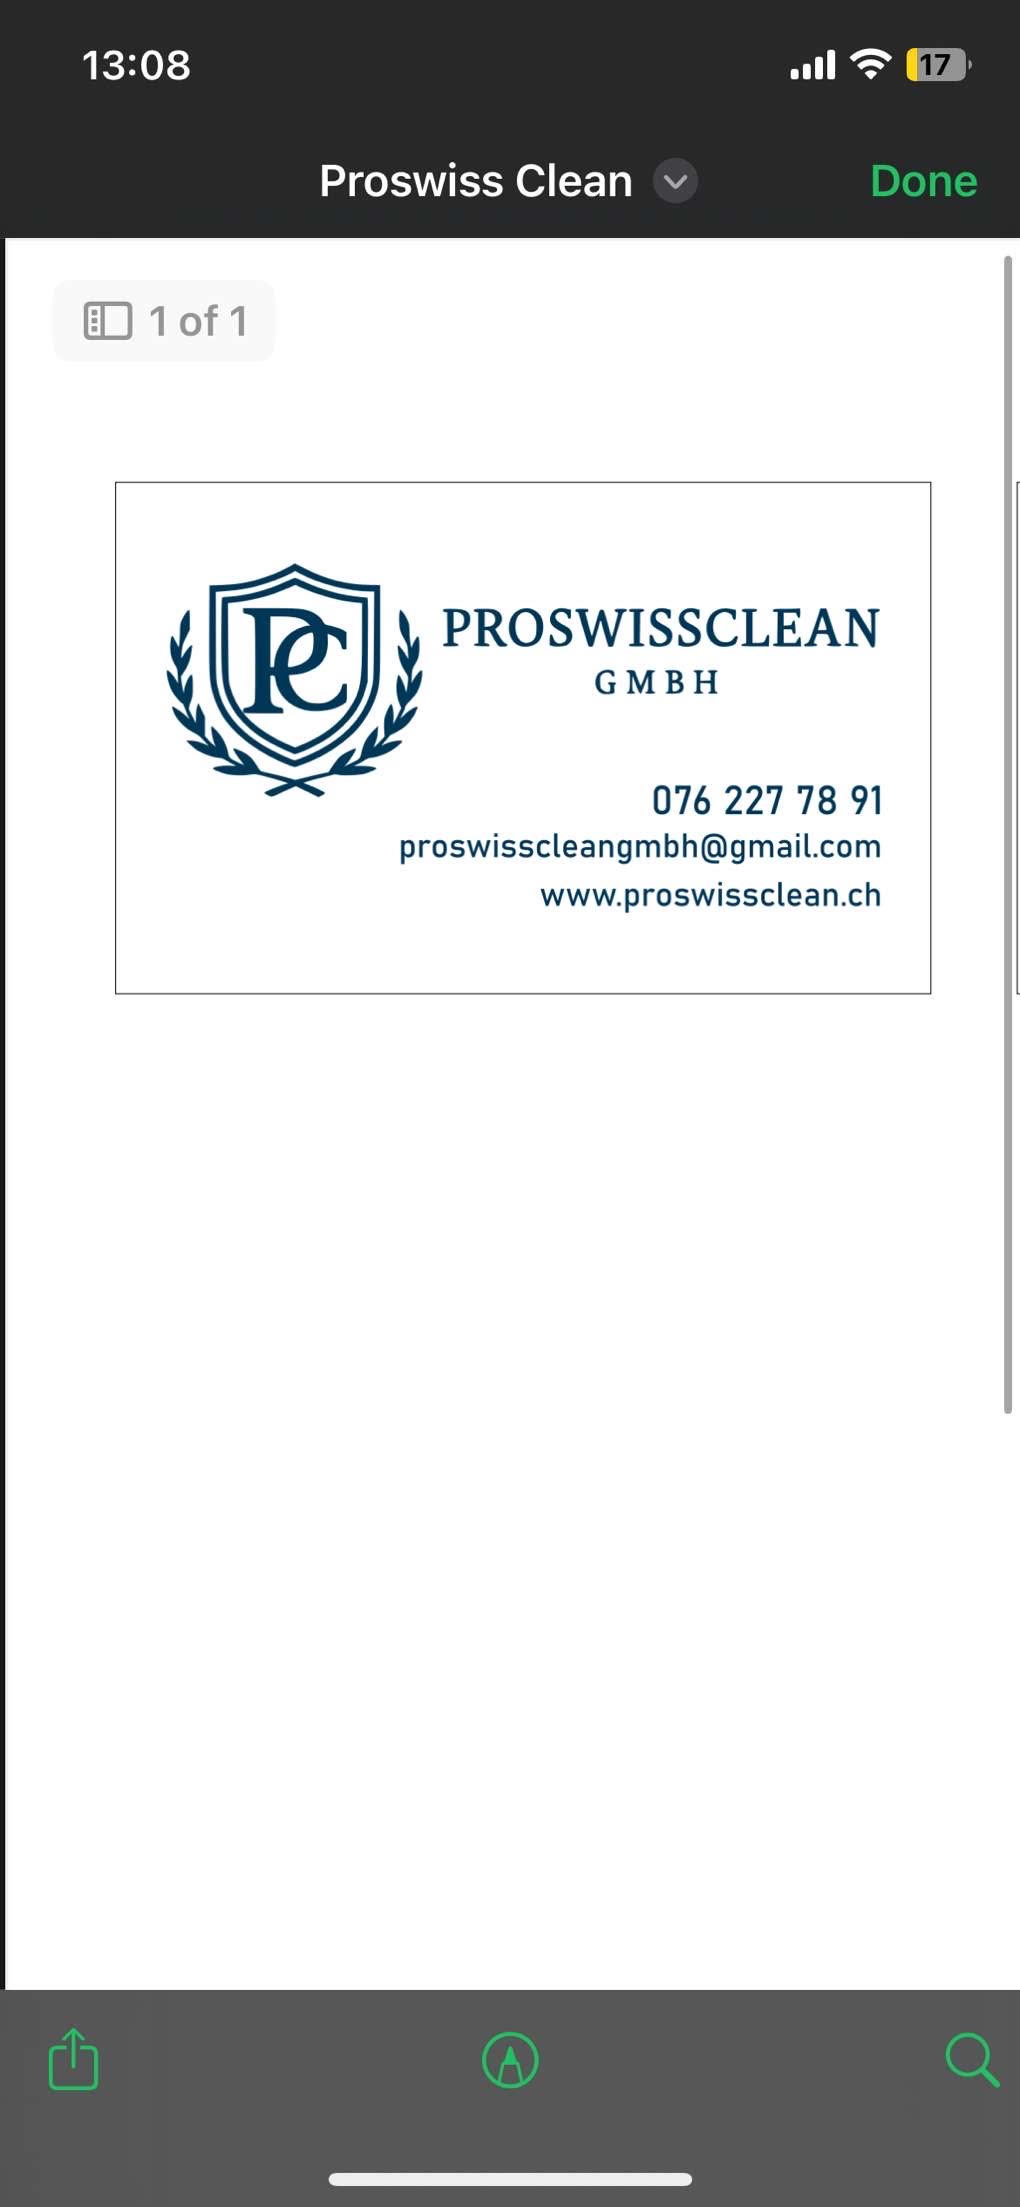 13:08
17
Proswiss Clean
Done
1 of 1
PC
PROSWISSCLEAN
GMBH
076 227 78 91
proswisscleangmbh@gmail.com
www.proswissclean.ch